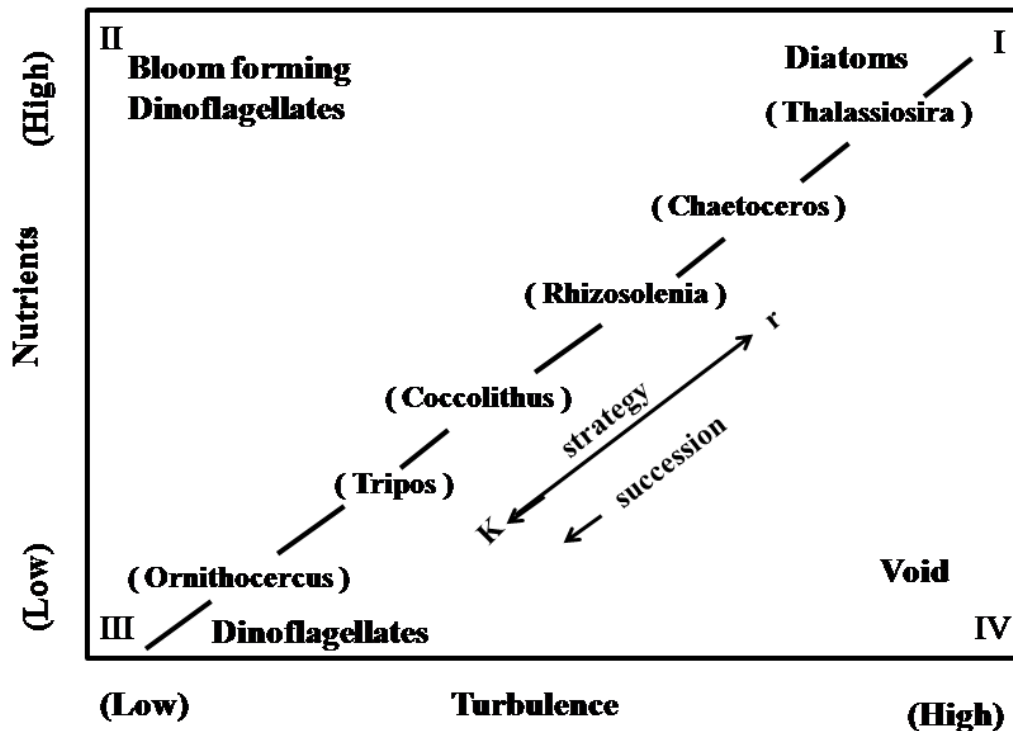 II
I
Bloom forming
Dinoflagellates
Diatoms
( Thalassiosira )
( Chaetoceros )
( Rhizosolenia )
( Coccolithus )
( Tripos )
( Ornithocercus )
r
strategy
K
succession
Void
III
Dinoflagellates
IV
(High)
Nutrients
(Low)
(Low)
Turbulence
(High)